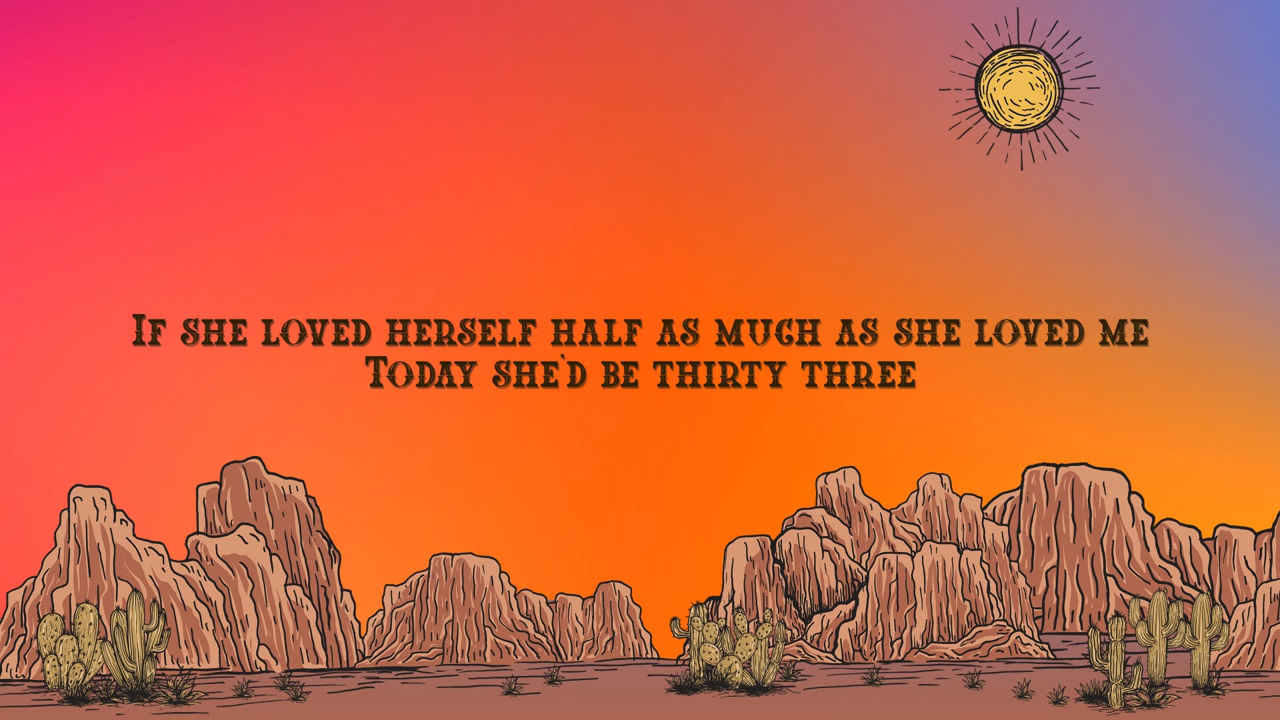 If she loved herself half as much as she loved me
Today she`d be thirty three